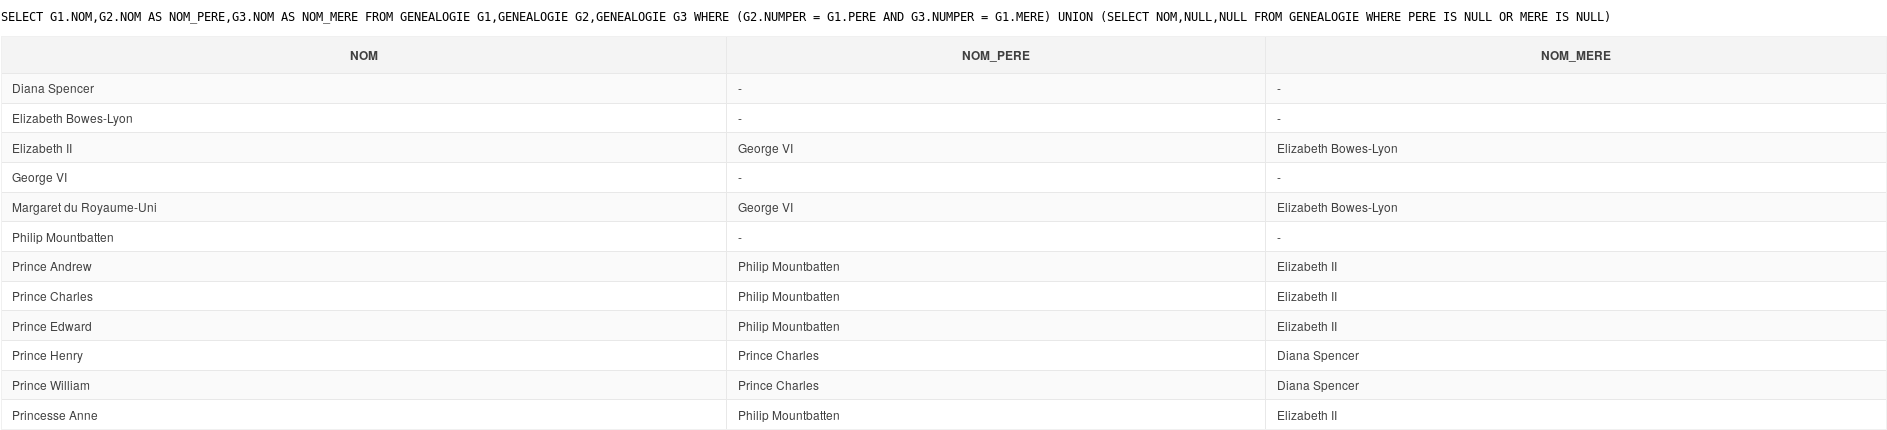 SELECT G1.NOM,G2.NOM AS NOM_PERE,G3.NOM AS NOM_MERE FROM GENEALOGIE G1,GENEALOGIE G2,GENEALOGIE G3 WHERE (G2.NUMPER = G1.PERE AND G3.NUMPER = G1.MERE) UNION (SELECT NOM,NULL,NULL FROM GENEALOGIE WHERE PERE IS NULL OR MERE IS NULL)
NOM NOM_PERE NOM_MERE
Diana Spencer - -
Elizabeth Bowes-Lyon - -
Elizabeth II George VI Elizabeth Bowes-Lyon
George VI - -
Margaret du Royaume-Uni George VI Elizabeth Bowes-Lyon
Philip Mountbatten - -
Prince Andrew Philip Mountbatten Elizabeth II
Prince Charles Philip Mountbatten Elizabeth II
Prince Edward Philip Mountbatten Elizabeth II
Prince Henry Prince Charles Diana Spencer
Prince William Prince Charles Diana Spencer
Princesse Anne Philip Mountbatten Elizabeth II